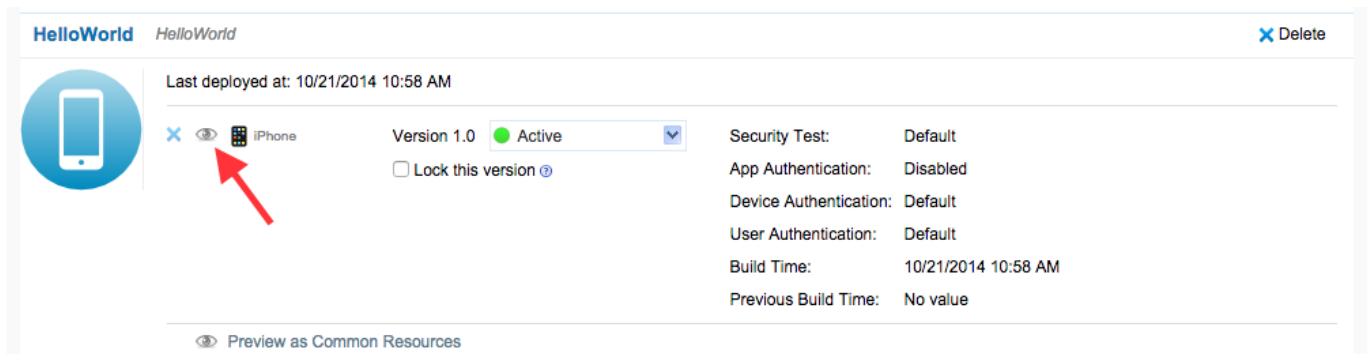 HelloWorld HelloWorld Delete
Last deployed at: 10/21/2014 10:58 AM
iPhone Version 1.0 Active Security Test: Default
Lock this version App Authentication: Disabled
Device Authentication: Default
User Authentication: Default
Build Time: 10/21/2014 10:58 AM
Previous Build Time: No value
Preview as Common Resources